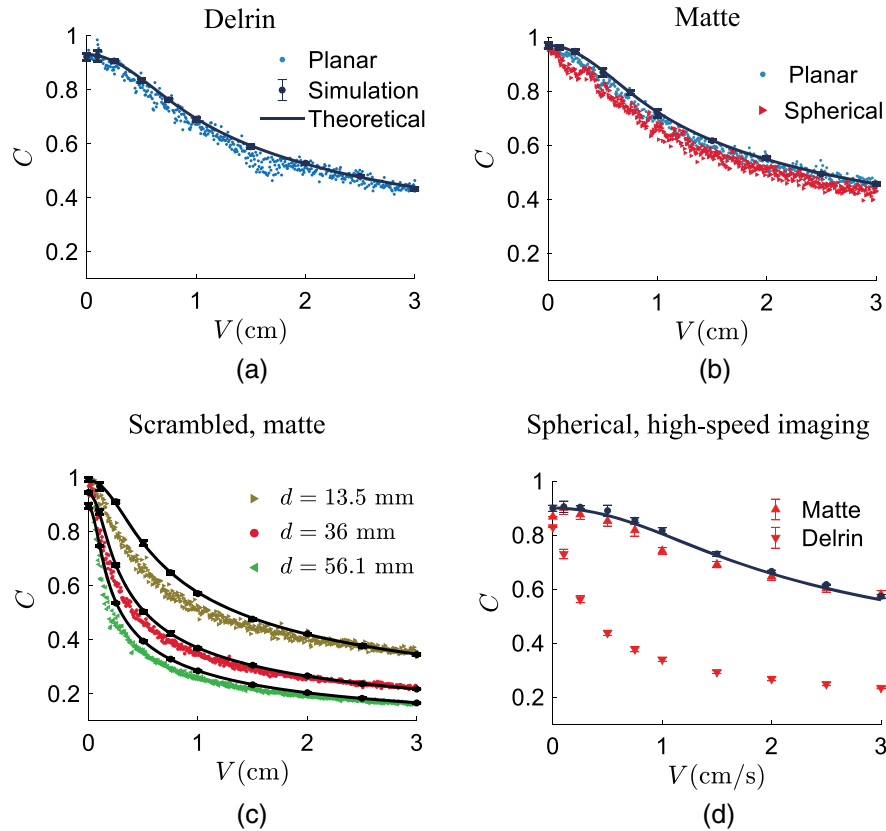 Delrin
1
0.8
0.6
0.4
0.2
C
0
1
2
3
V(cm)
Planar
Simulation
Theoretical
(a)
Matte
1
0.8
0.6
0.4
0.2
C
0
1
2
3
V(cm)
Planar
Spherical
(b)
Scrambled, matte
1
0.8
0.6
0.4
0.2
C
0
1
2
3
V(cm)
d = 13.5 mm
d = 36 mm
d = 56.1 mm
(c)
Spherical, high-speed imaging
1
0.8
0.6
0.4
0.2
C
0
1
2
3
V(cm/s)
Matte
Delrin
(d)